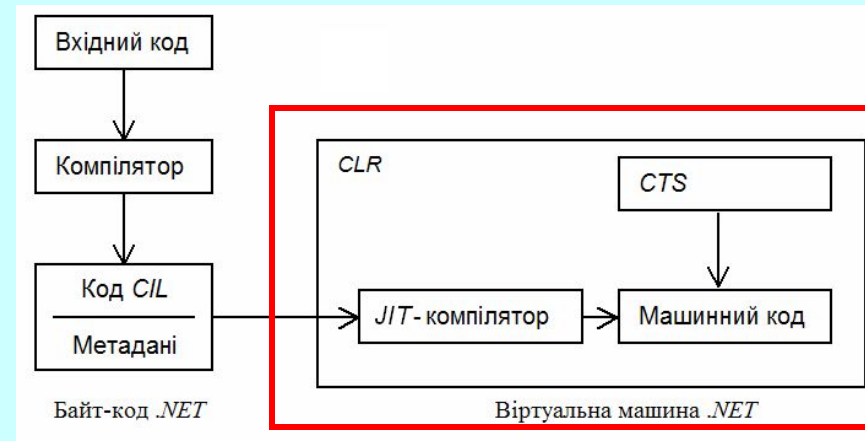 Вхідний код
Компілятор
Код CIL
Метадані
Байт-код .NET
CLR
CTS
JIT- компілятор
Машинний код
Віртуальна машина .NET